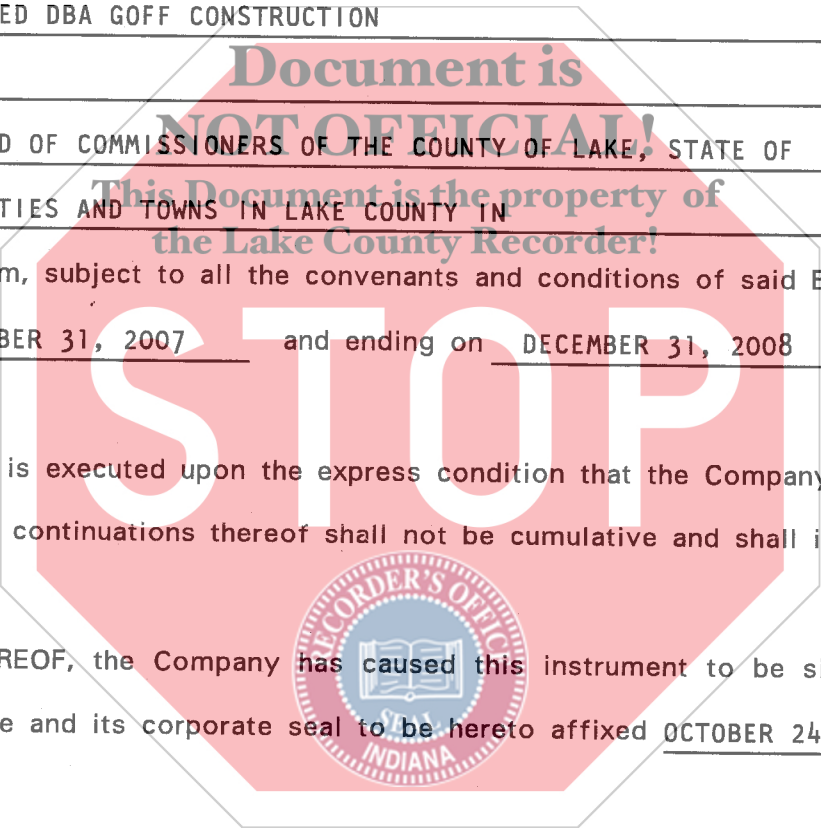 ED DBA GOFF CONSTRUCTION
Document is
NOT OFFICIAL!
D OF COMMISSIONERS OF THE COUNTY OF LAKE, STATE OF
This Document is the property of
TIES AND TOWNS IN LAKE COUNTY IN
the Lake County Recorder!
m, subject to all the convenants and conditions of said B
BER 31, 2007 and ending on DECEMBER 31, 2008
STOP
is executed upon the express condition that the Company
continuations thereof shall not be cumulative and shall i
RECORDER'S OFFICE
REOF, the Company has caused this instrument to be si
SEAL
e and its corporate seal to be hereto affixed OCTOBER 24
INDIANA